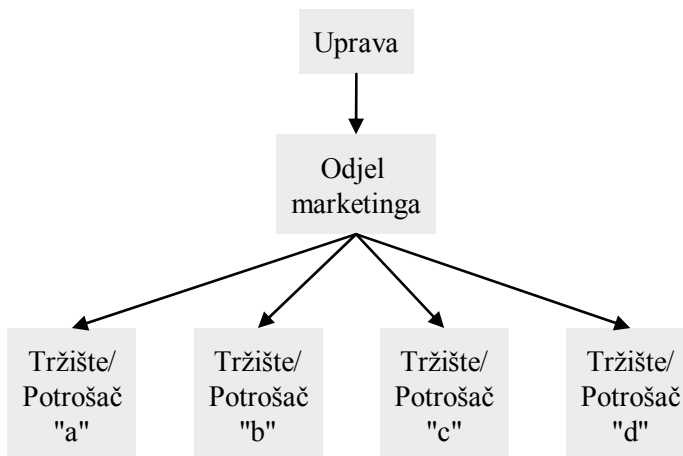 Uprava
Odjel
marketinga
Tržište/
Potrošač
"a"
Tržište/
Potrošač
"b"
Tržište/
Potrošač
"c"
Tržište/
Potrošač
"d"